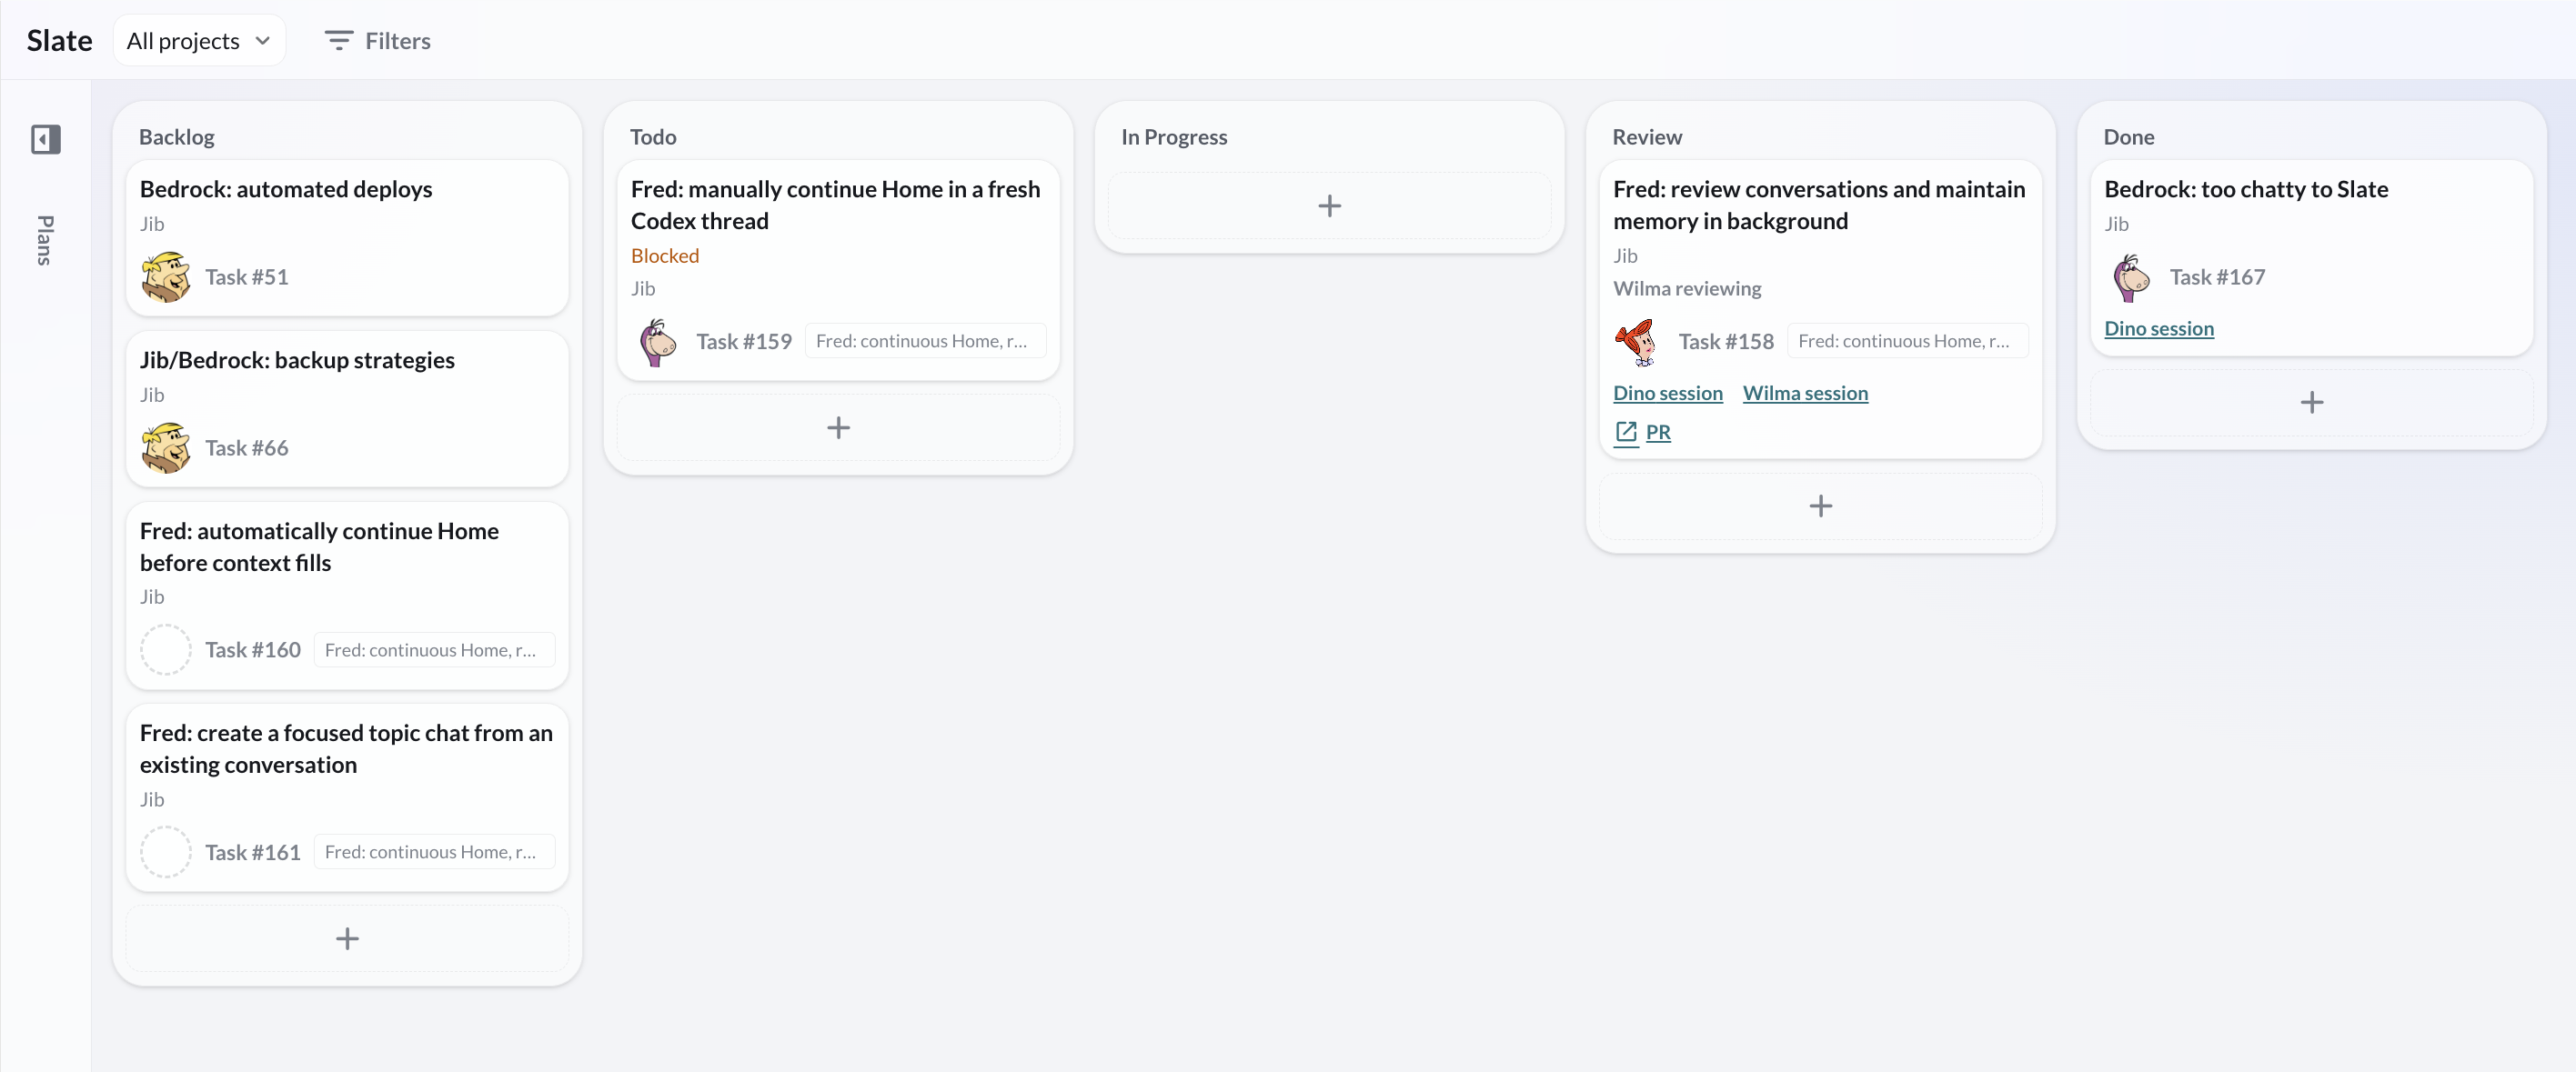 Slate
All projects
Filters
Plans
Backlog
Bedrock: automated deploys
Jib
Task #51
Jib/Bedrock: backup strategies
Jib
Task #66
Fred: automatically continue Home
before context fills
Jib
Task #160
Fred: continuous Home, r...
Fred: create a focused topic chat from an
existing conversation
Jib
Task #161
Fred: continuous Home, r...
Todo
Fred: manually continue Home in a fresh
Codex thread
Blocked
Jib
Task #159
Fred: continuous Home, r...
In Progress
Review
Fred: review conversations and maintain
memory in background
Jib
Wilma reviewing
Task #158
Fred: continuous Home, r...
Dino session
Wilma session
PR
Done
Bedrock: too chatty to Slate
Jib
Task #167
Dino session